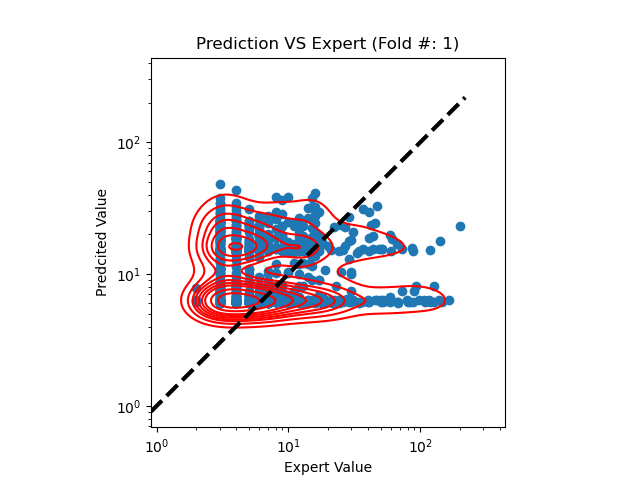 Prediction VS Expert (Fold #: 1)
Predcited Value
10²
10¹
10⁰
10⁰ 10¹ 10²
Expert Value